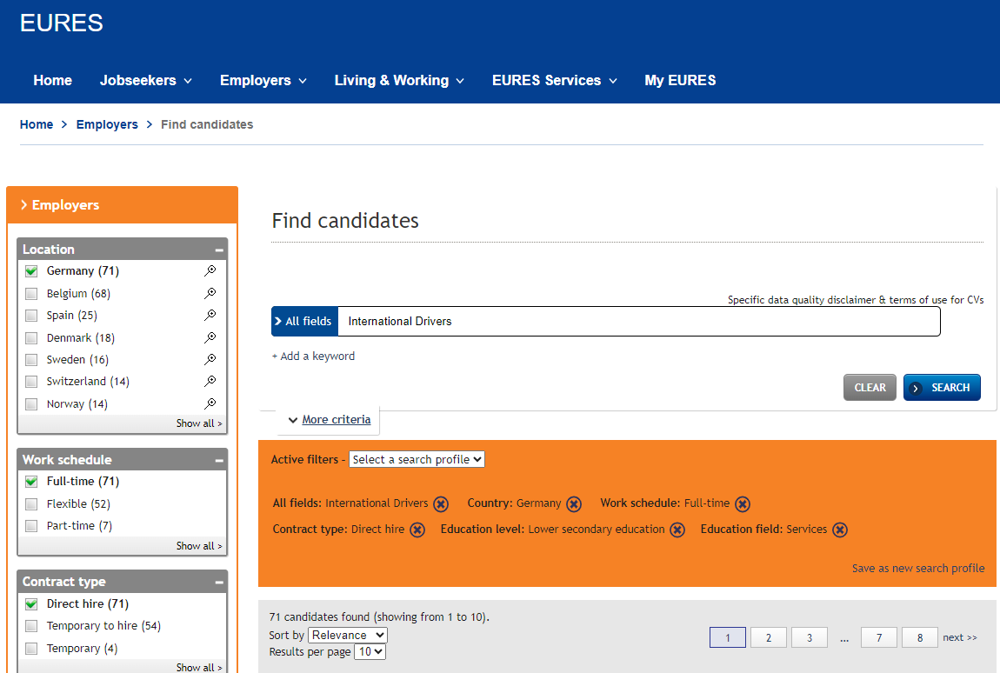 EURES
Home Jobseekers Employers Living & Working EURES Services My EURES
Home > Employers > Find candidates
Employers
Location
Germany (71)
Belgium (68)
Spain (25)
Denmark (18)
Sweden (16)
Switzerland (14)
Norway (14)
Show all >
Work schedule
Full-time (71)
Flexible (52)
Part-time (7)
Show all >
Contract type
Direct hire (71)
Temporary to hire (54)
Temporary (4)
Show all >
Find candidates
Specific data quality disclaimer & terms of use for CVs
All fields International Drivers
+ Add a keyword
CLEAR SEARCH
More criteria
Active filters - Select a search profile
All fields: International Drivers Country: Germany Work schedule: Full-time
Contract type: Direct hire Education level: Lower secondary education Education field: Services
Save as new search profile
71 candidates found (showing from 1 to 10).
Sort by Relevance
Results per page 10
1 2 3 ... 7 8 next >>